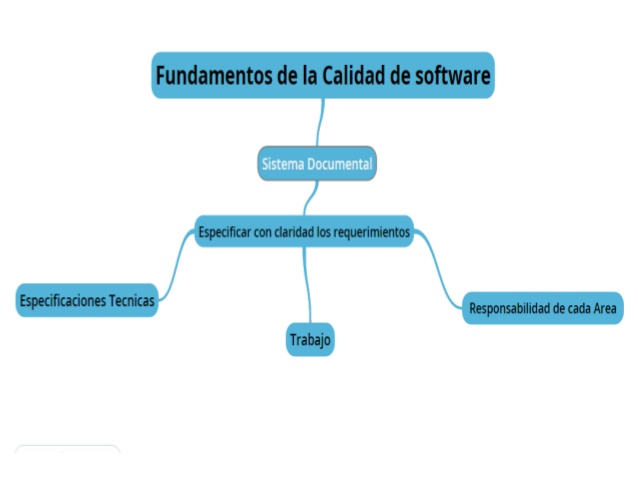 Fundamentos de la Calidad de software
Sistema Documental
Especificar con claridad los requerimientos
Especificaciones Tecnicas
Responsabilidad de cada Area
Trabajo